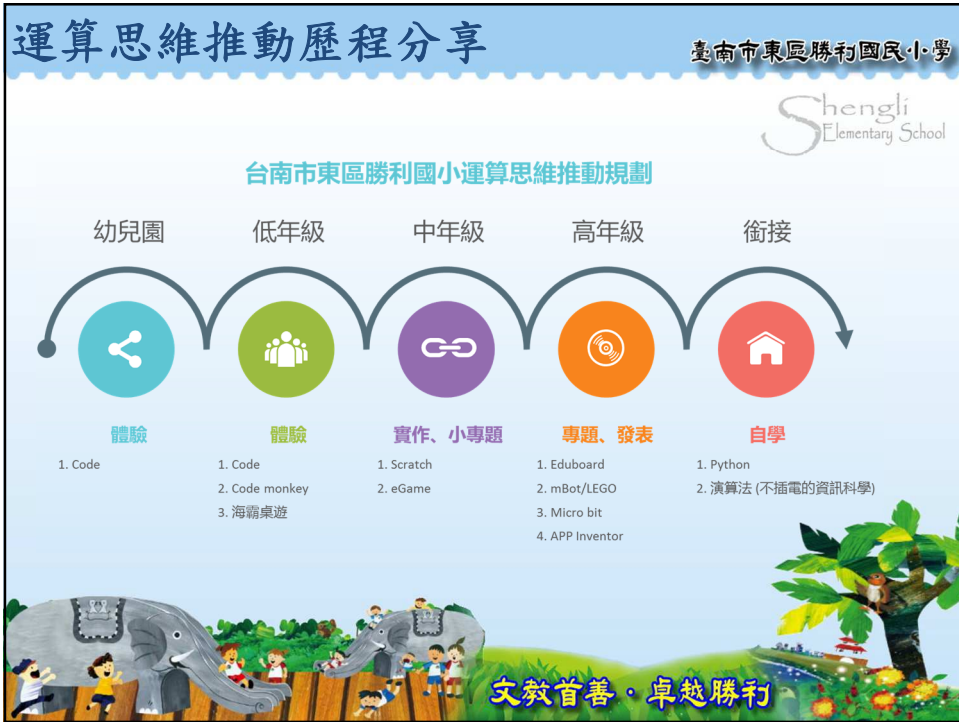 運算思維推動歷程分享
臺南市東區勝利國民小學
Shengli
Elementary School
台南市東區勝利國小運算思維推動規劃
幼兒園
低年級
中年級
高年級
銜接
體驗
1. Code
體驗
1. Code
2. Code monkey
3. 海霸桌遊
實作、小專題
1. Scratch
2. eGame
專題、發表
1. Eduboard
2. mBot/LEGO
3. Micro bit
4. APP Inventor
自學
1. Python
2. 演算法 (不插電的資訊科學)
文教首善·卓越勝利